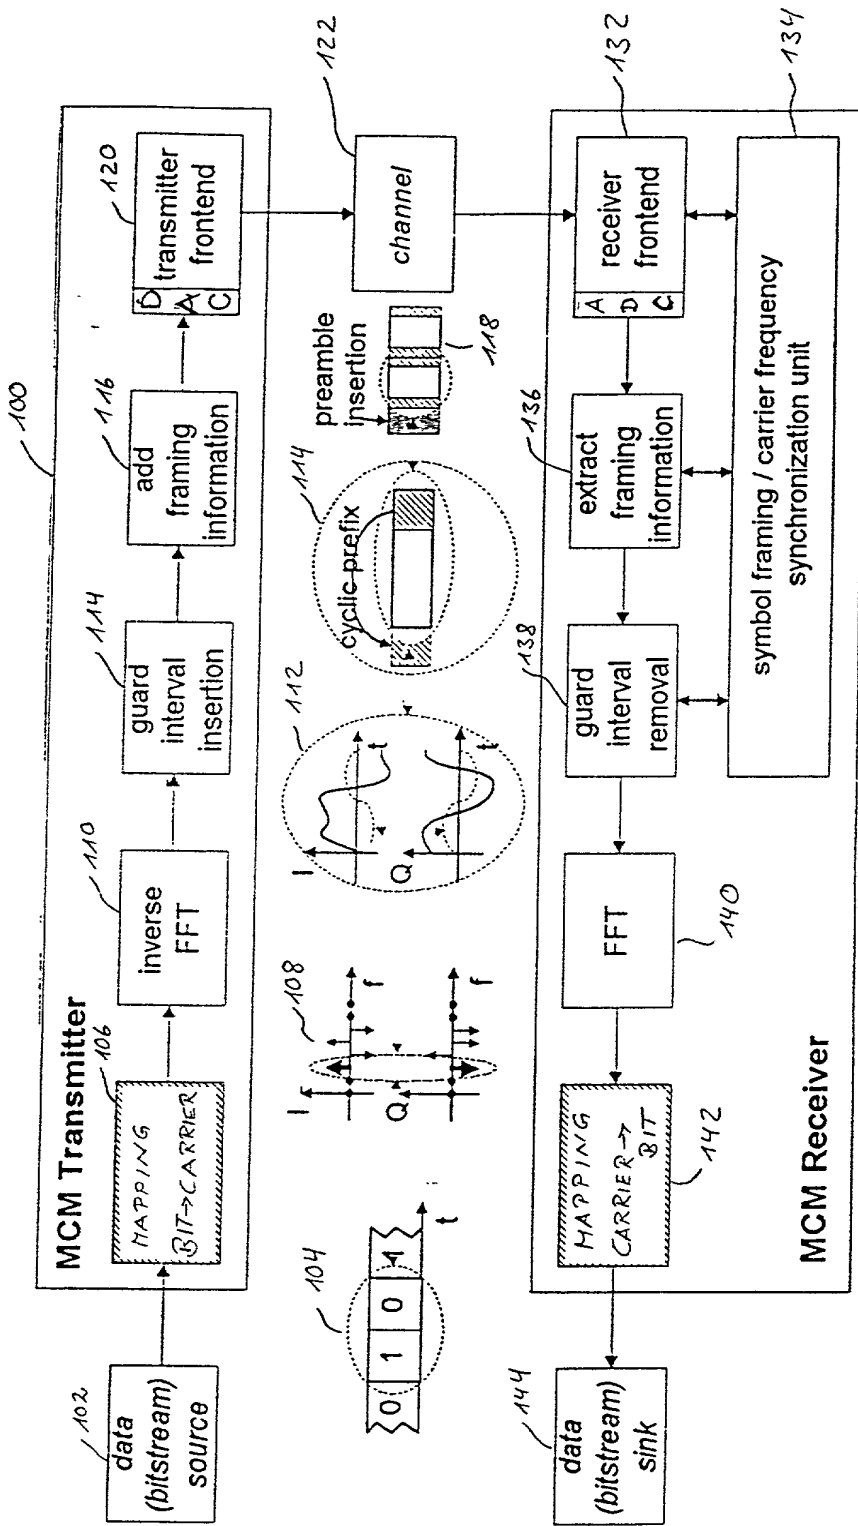 100
MCM Transmitter
102
data
(bitstream)
source
106
MAPPING
BIT→CARRIER
110
inverse
FFT
114
guard
interval
insertion
116
add
framing
information
120
D
A
C
transmitter
frontend
104
0
1
0
1
t
108
I
f
Q
f
112
I
t
Q
t
114
cyclic prefix
preamble
insertion
118
122
channel
144
data
(bitstream)
sink
MAPPING
CARRIER→
BIT
142
FFT
140
138
guard
interval
removal
136
extract
framing
information
132
A
D
C
receiver
frontend
134
symbol framing / carrier frequency
synchronization unit
MCM Receiver